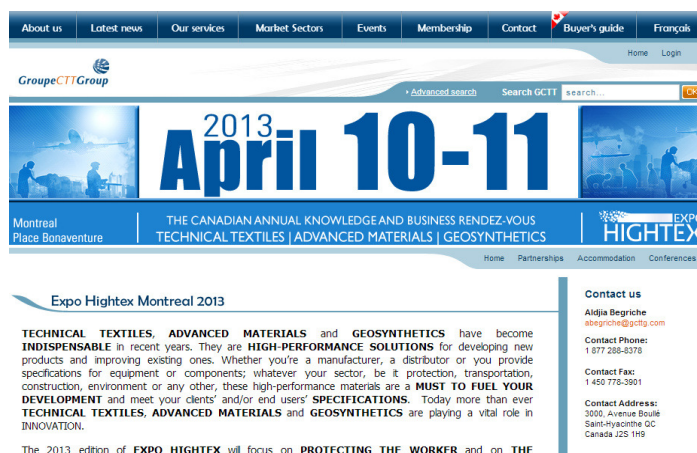 About us Latest news Our services Market Sectors Events Membership Contact Buyer's guide Français
Home Login
GroupeCTTGroup
Advanced search Search GCTT search... OK
2013
April 10-11
Montreal
Place Bonaventure
THE CANADIAN ANNUAL KNOWLEDGE AND BUSINESS RENDEZ-VOUS
TECHNICAL TEXTILES | ADVANCED MATERIALS | GEOSYNTHETICS
EXPO
HIGHTEX
Home Partnerships Accommodation Conferences
Expo Hightex Montreal 2013
TECHNICAL TEXTILES, ADVANCED MATERIALS and GEOSYNTHETICS have become
INDISPENSABLE in recent years. They are HIGH-PERFORMANCE SOLUTIONS for developing new
products and improving existing ones. Whether you're a manufacturer, a distributor or you provide
specifications for equipment or components; whatever your sector, be it protection, transportation,
construction, environment or any other, these high-performance materials are a MUST TO FUEL YOUR
DEVELOPMENT and meet your clients' and/or end users' SPECIFICATIONS. Today more than ever
TECHNICAL TEXTILES, ADVANCED MATERIALS and GEOSYNTHETICS are playing a vital role in
INNOVATION.
The 2013 edition of EXPO HIGHTEX will focus on PROTECTING THE WORKER and on THE
Contact us
Aldjia Begriche
abegriche@gcttg.com
Contact Phone:
1 877 288-8378
Contact Fax:
1 450 778-3901
Contact Address:
3000, Avenue Boullé
Saint-Hyacinthe QC
Canada J2S 1H9